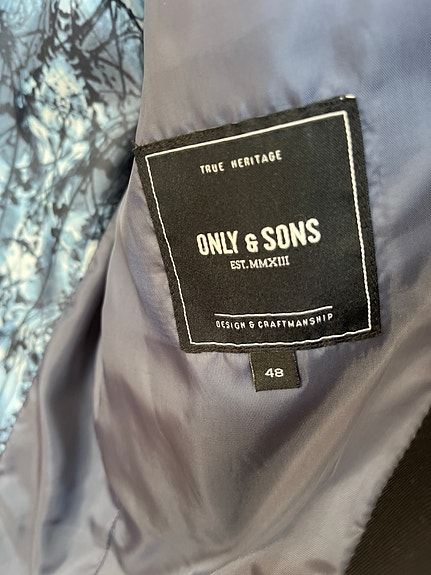 TRUE HERITAGE
ONLY & SONS
EST. MMXIII
DESIGN & CRAFTMANSHIP
48